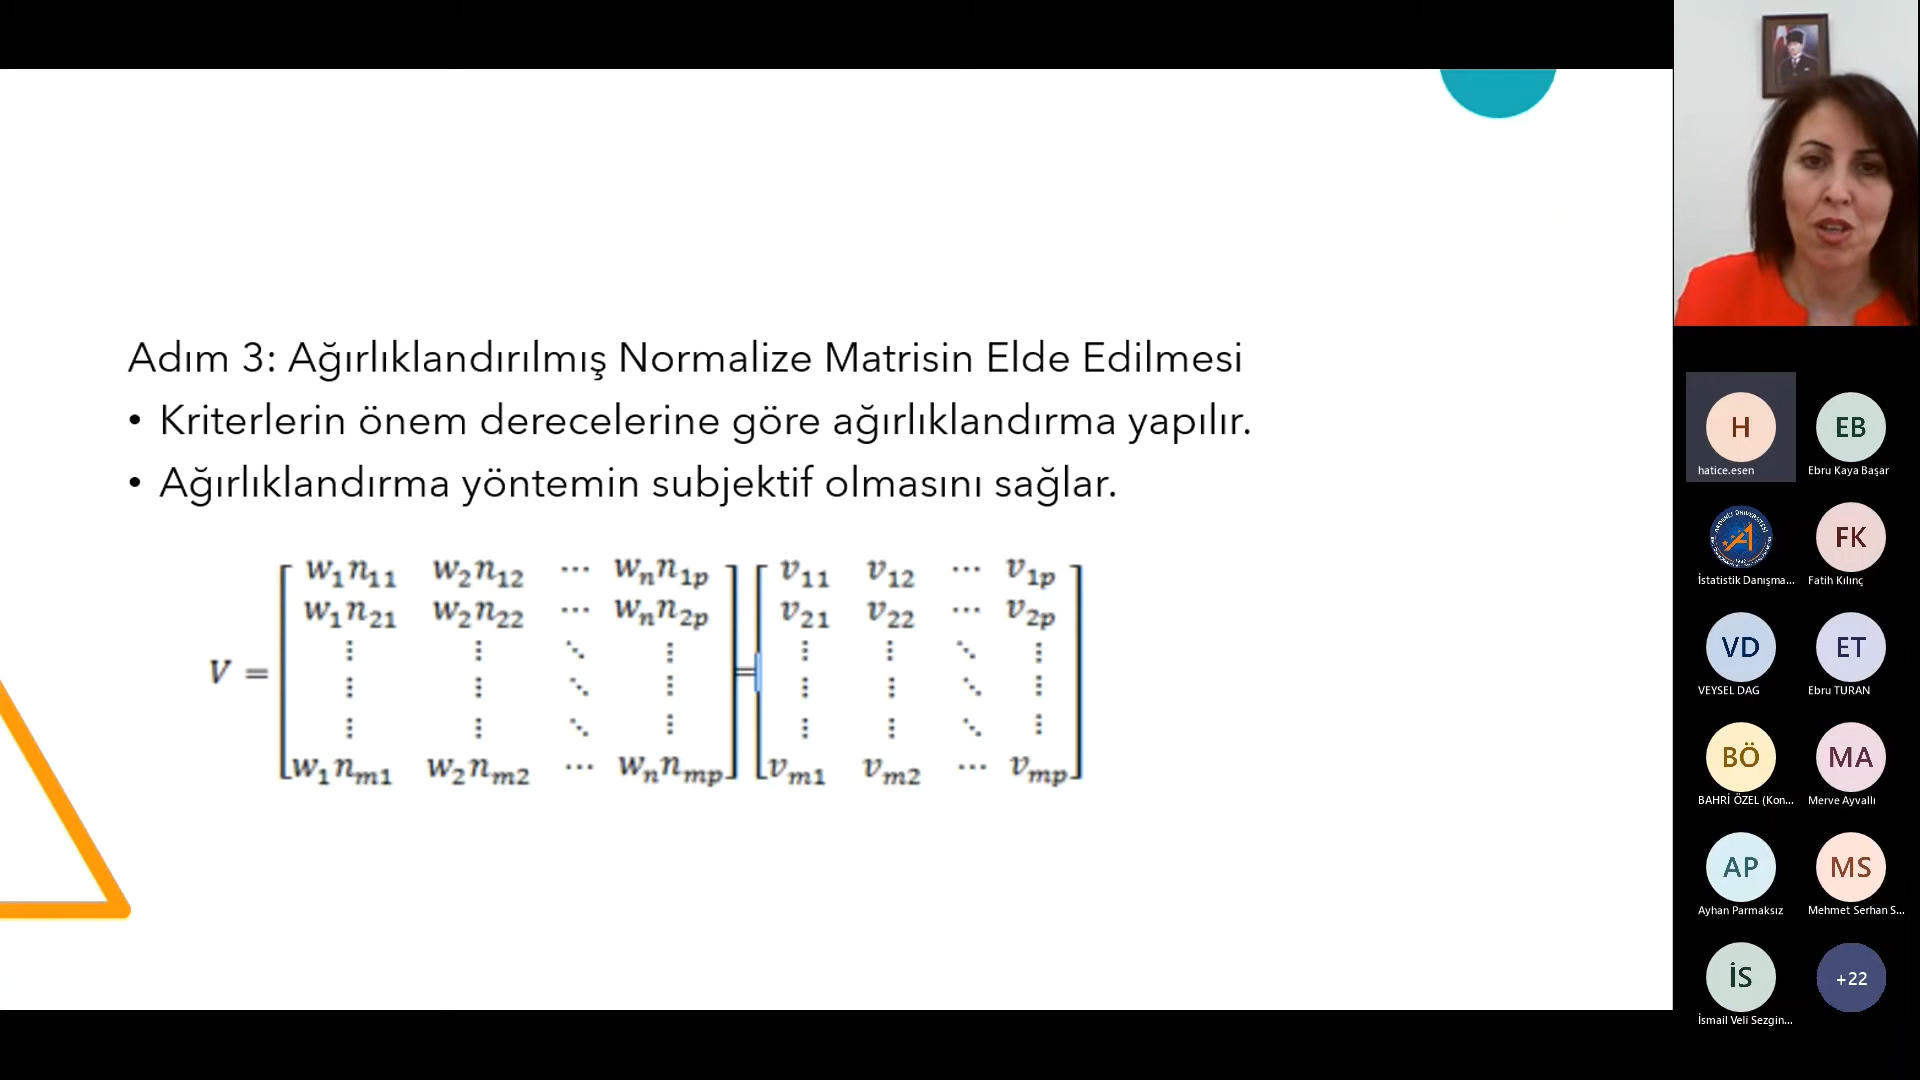 Adım 3: Ağırlıklandırılmış Normalize Matrisin Elde Edilmesi
• Kriterlerin önem derecelerine göre ağırlıklandırma yapılır.
• Ağırlıklandırma yöntemin subjektif olmasını sağlar.
w₁n₁₁ w₂n₁₂ ⋯ wₙn₁ₚ v₁₁ v₁₂ ⋯ v₁ₚ
w₁n₂₁ w₂n₂₂ ⋯ wₙn₂ₚ v₂₁ v₂₂ ⋯ v₂ₚ
V = [ ⋮ ⋮ ⋱ ⋮ ] = [ ⋮ ⋮ ⋱ ⋮ ]
⋮ ⋮ ⋱ ⋮ ⋮ ⋮ ⋱ ⋮
⋮ ⋮ ⋱ ⋮ ⋮ ⋮ ⋱ ⋮
w₁nₘ₁ w₂nₘ₂ ⋯ wₙnₘₚ vₘ₁ vₘ₂ ⋯ vₘₚ
H EB
hatice.esen Ebru Kaya Başar
FK
İstatistik Danışma... Fatih Kılınç
VD ET
VEYSEL DAG Ebru TURAN
BÖ MA
BAHRİ ÖZEL (Kon... Merve Ayvallı
AP MS
Ayhan Parmaksız Mehmet Serhan S...
İS +22
İsmail Veli Sezgin...